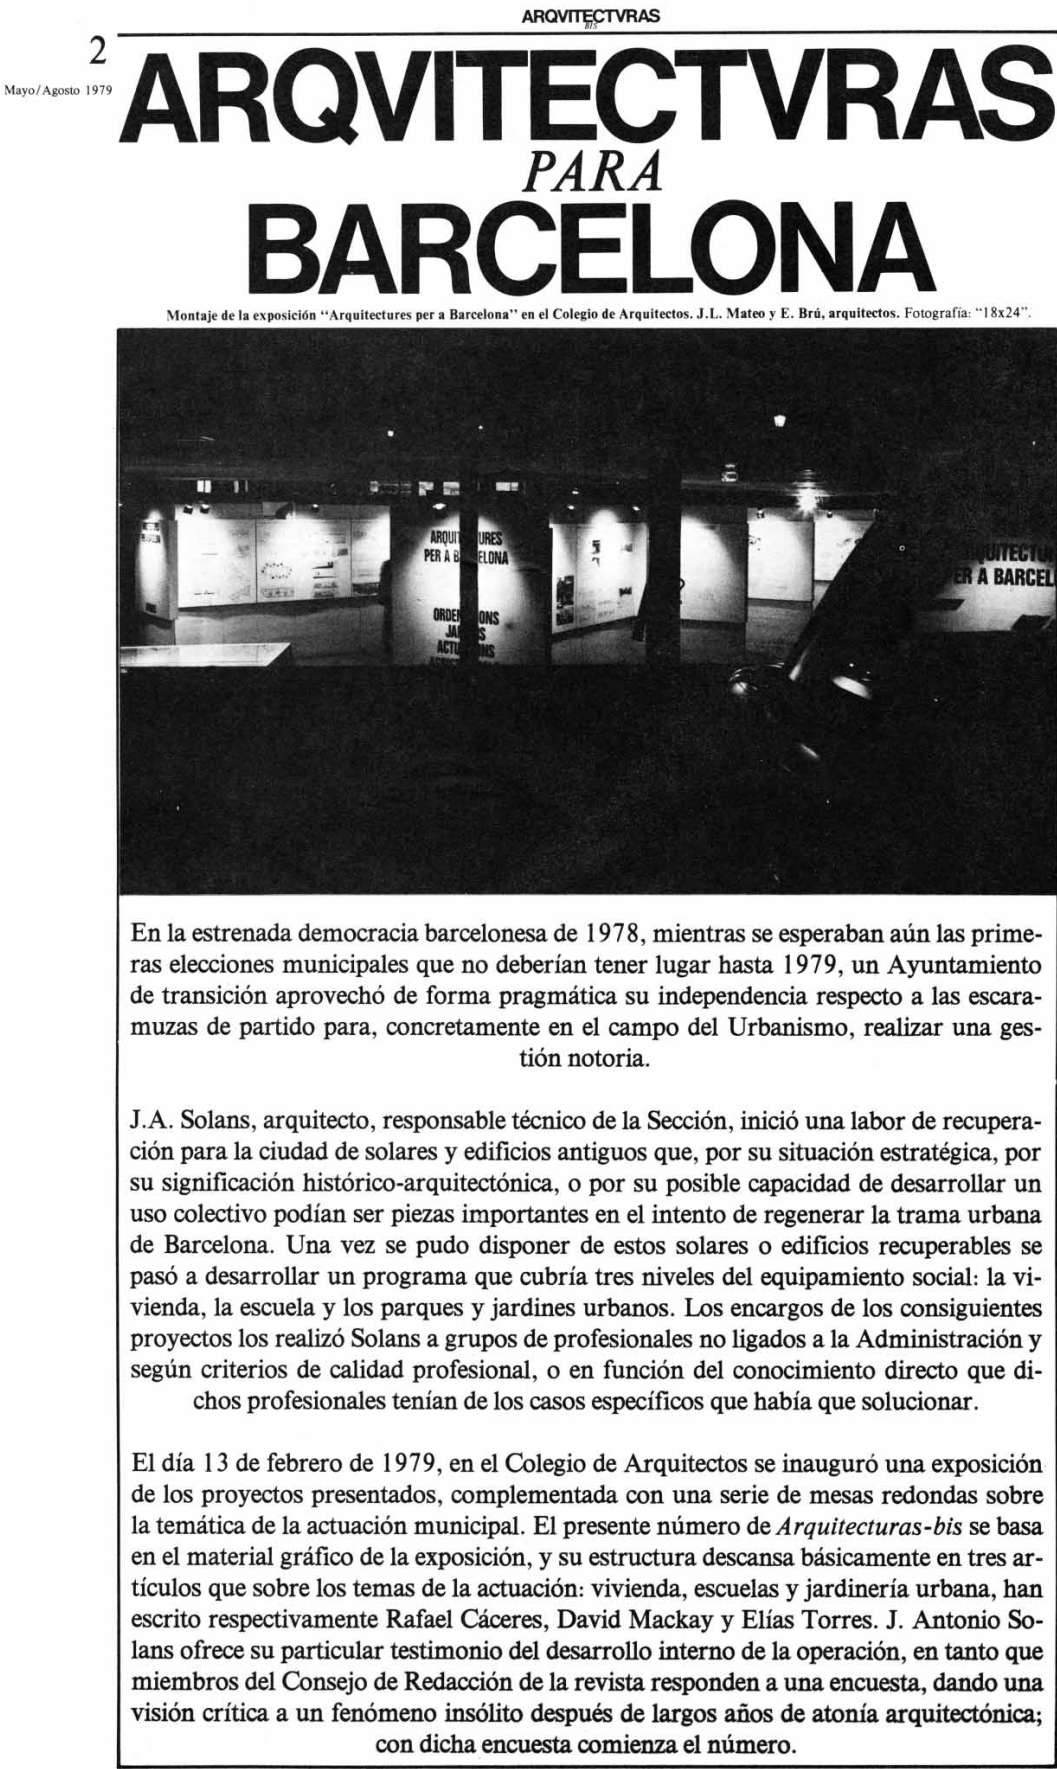 ARQVITECTVRAS
BIS
2
Mayo/Agosto 1979
ARQVITECTVRAS
PARA
BARCELONA
Montaje de la exposición “Arquitectures per a Barcelona” en el Colegio de Arquitectos. J.L. Mateo y E. Brú, arquitectos. Fotografía: “18x24”.
ARQUIT URES
PER A B ELONA
ORDEN ONS
JA S
ACTU NS
QUITECTU
ER A BARCEL
En la estrenada democracia barcelonesa de 1978, mientras se esperaban aún las prime-
ras elecciones municipales que no deberían tener lugar hasta 1979, un Ayuntamiento
de transición aprovechó de forma pragmática su independencia respecto a las escara-
muzas de partido para, concretamente en el campo del Urbanismo, realizar una ges-
tión notoria.
J.A. Solans, arquitecto, responsable técnico de la Sección, inició una labor de recupera-
ción para la ciudad de solares y edificios antiguos que, por su situación estratégica, por
su significación histórico-arquitectónica, o por su posible capacidad de desarrollar un
uso colectivo podían ser piezas importantes en el intento de regenerar la trama urbana
de Barcelona. Una vez se pudo disponer de estos solares o edificios recuperables se
pasó a desarrollar un programa que cubría tres niveles del equipamiento social: la vi-
vienda, la escuela y los parques y jardines urbanos. Los encargos de los consiguientes
proyectos los realizó Solans a grupos de profesionales no ligados a la Administración y
según criterios de calidad profesional, o en función del conocimiento directo que di-
chos profesionales tenían de los casos específicos que había que solucionar.
El día 13 de febrero de 1979, en el Colegio de Arquitectos se inauguró una exposición
de los proyectos presentados, complementada con una serie de mesas redondas sobre
la temática de la actuación municipal. El presente número de Arquitecturas-bis se basa
en el material gráfico de la exposición, y su estructura descansa básicamente en tres ar-
tículos que sobre los temas de la actuación: vivienda, escuelas y jardinería urbana, han
escrito respectivamente Rafael Cáceres, David Mackay y Elías Torres. J. Antonio So-
lans ofrece su particular testimonio del desarrollo interno de la operación, en tanto que
miembros del Consejo de Redacción de la revista responden a una encuesta, dando una
visión crítica a un fenómeno insólito después de largos años de atonía arquitectónica;
con dicha encuesta comienza el número.